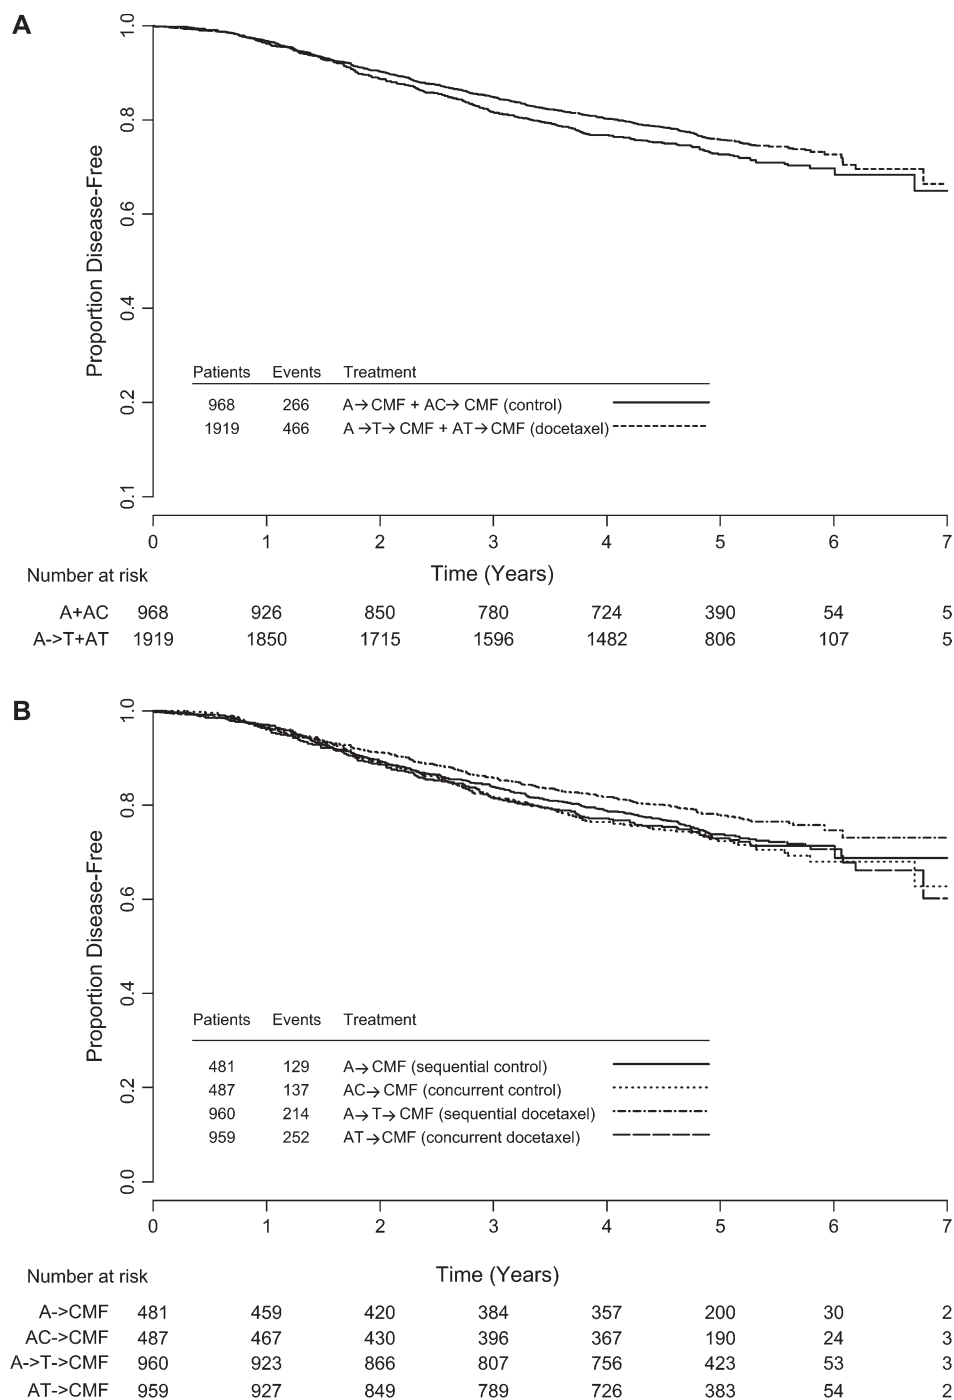 A
1.0
0.8
0.6
0.4
0.2
0.1
Proportion Disease-Free
Patients Events Treatment
968 266 A→CMF + AC→ CMF (control)
1919 466 A →T→ CMF + AT→CMF (docetaxel)
0 1 2 3 4 5 6 7
Number at risk Time (Years)
A+AC 968 926 850 780 724 390 54 5
A->T+AT 1919 1850 1715 1596 1482 806 107 5
B
1.0
0.8
0.6
0.4
0.2
0.0
Proportion Disease-Free
Patients Events Treatment
481 129 A→CMF (sequential control)
487 137 AC→CMF (concurrent control)
960 214 A→T→CMF (sequential docetaxel)
959 252 AT→CMF (concurrent docetaxel)
0 1 2 3 4 5 6 7
Number at risk Time (Years)
A->CMF 481 459 420 384 357 200 30 2
AC->CMF 487 467 430 396 367 190 24 3
A->T->CMF 960 923 866 807 756 423 53 3
AT->CMF 959 927 849 789 726 383 54 2